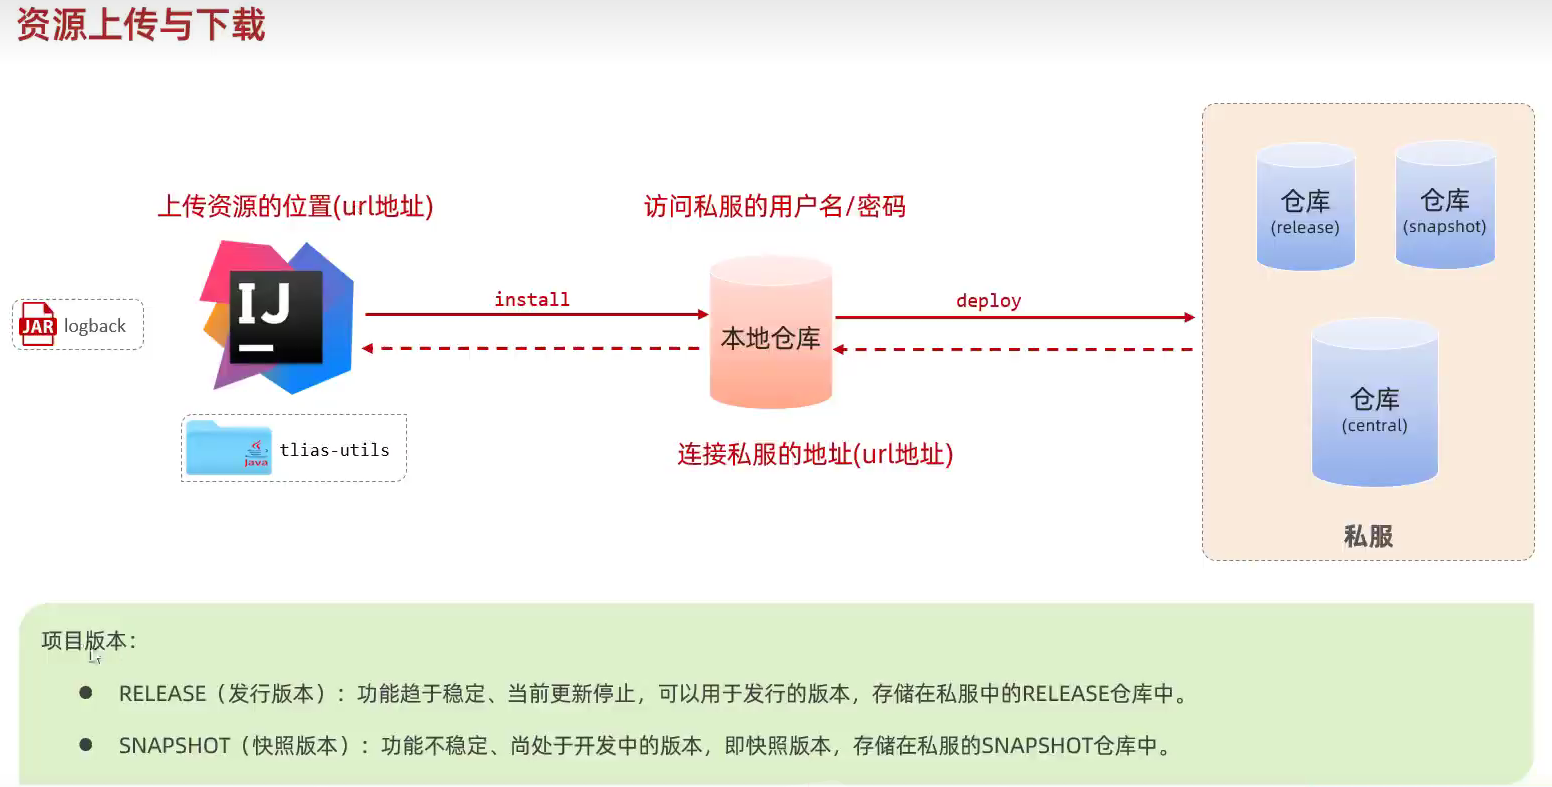 资源上传与下载
上传资源的位置(url地址)
访问私服的用户名/密码
仓库
(release)
仓库
(snapshot)
JAR logback
IJ
install
deploy
本地仓库
Java tlias-utils
连接私服的地址(url地址)
仓库
(central)
私服
项目版本：
● RELEASE（发行版本）：功能趋于稳定、当前更新停止，可以用于发行的版本，存储在私服中的RELEASE仓库中。
● SNAPSHOT（快照版本）：功能不稳定、尚处于开发中的版本，即快照版本，存储在私服的SNAPSHOT仓库中。